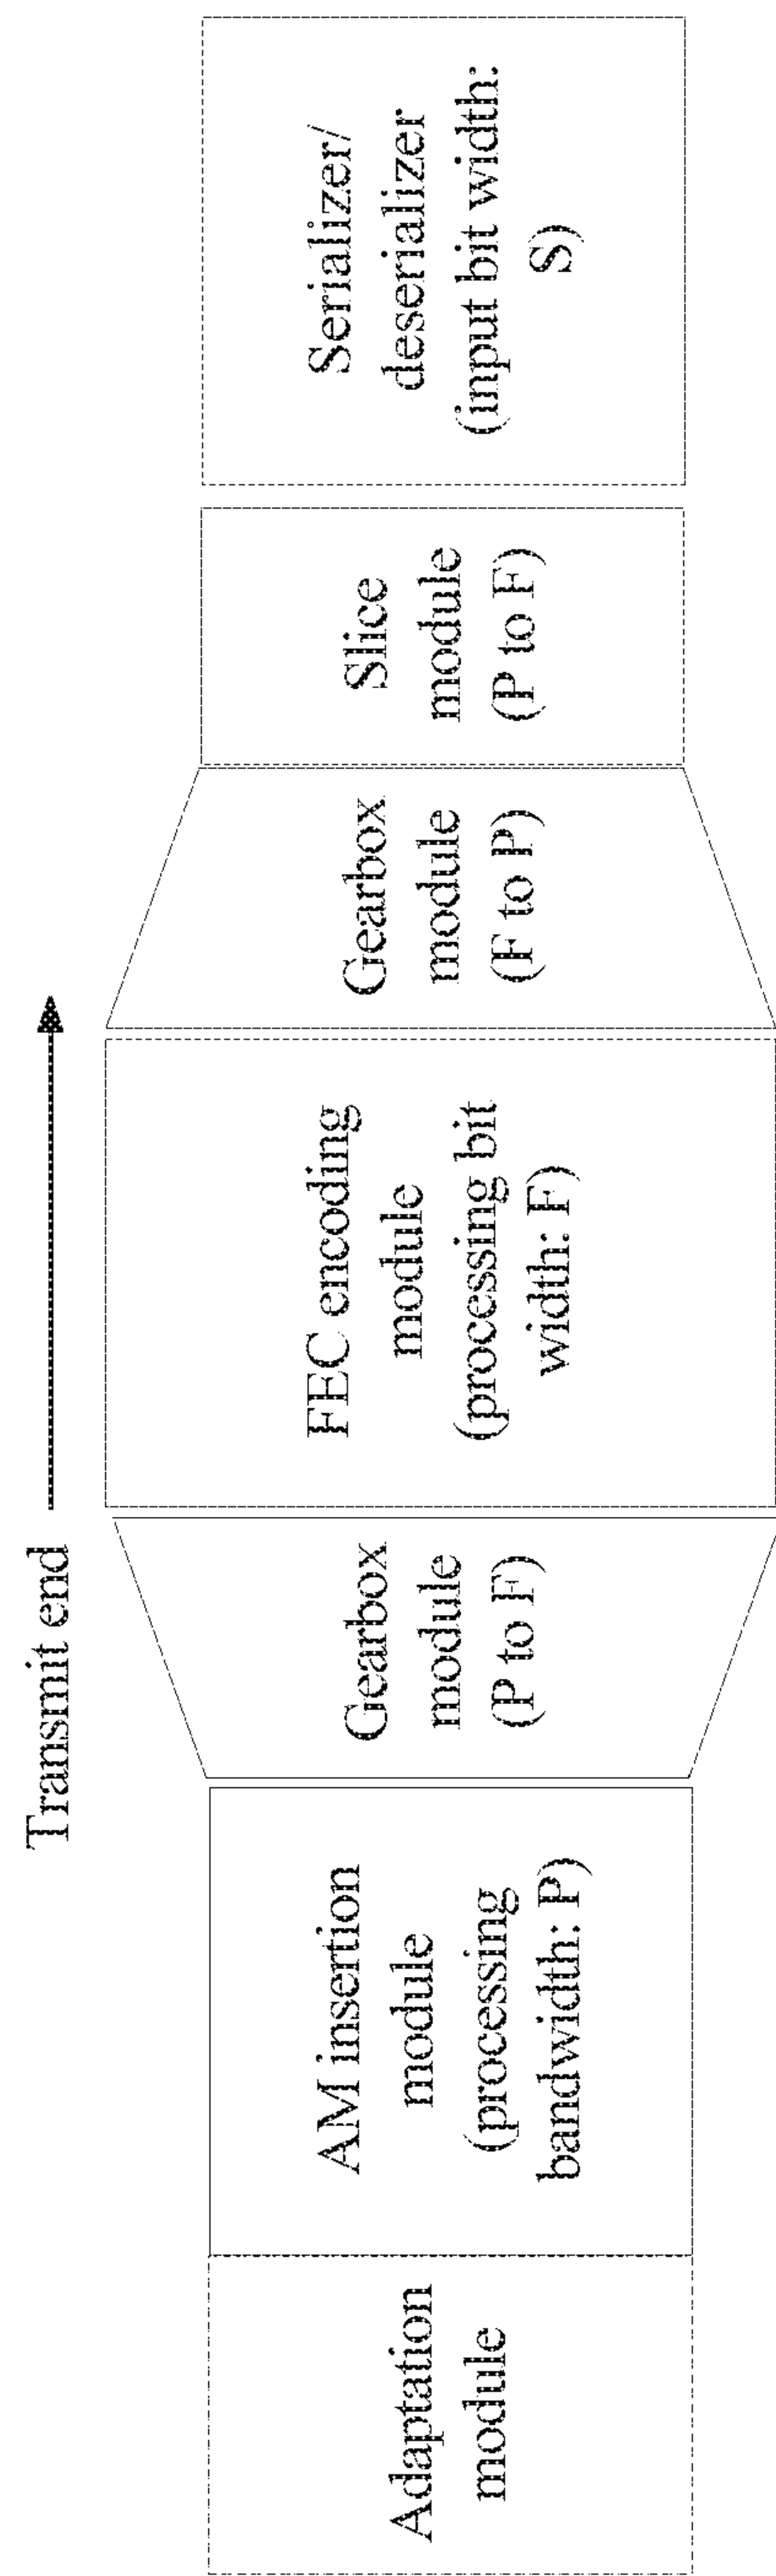 Transmit end
Adaptation
module
AM insertion
module
(processing
bandwidth: P)
Gearbox
module
(P to F)
FEC encoding
module
(processing bit
width: F)
Gearbox
module
(F to P)
Slice
module
(P to F)
Serializer/
deserializer
(input bit width:
S)